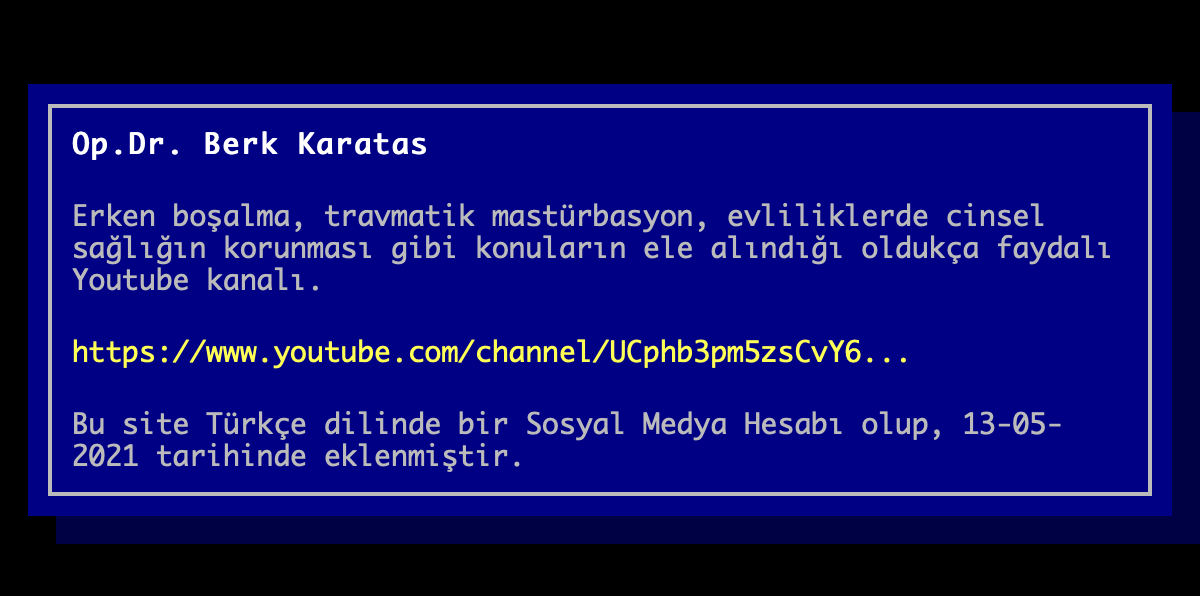 Op.Dr. Berk Karatas
Erken boşalma, travmatik mastürbasyon, evliliklerde cinsel
sağlığın korunması gibi konuların ele alındığı oldukça faydalı
Youtube kanalı.
https://www.youtube.com/channel/UCphb3pm5zsCvY6...
Bu site Türkçe dilinde bir Sosyal Medya Hesabı olup, 13-05-
2021 tarihinde eklenmiştir.